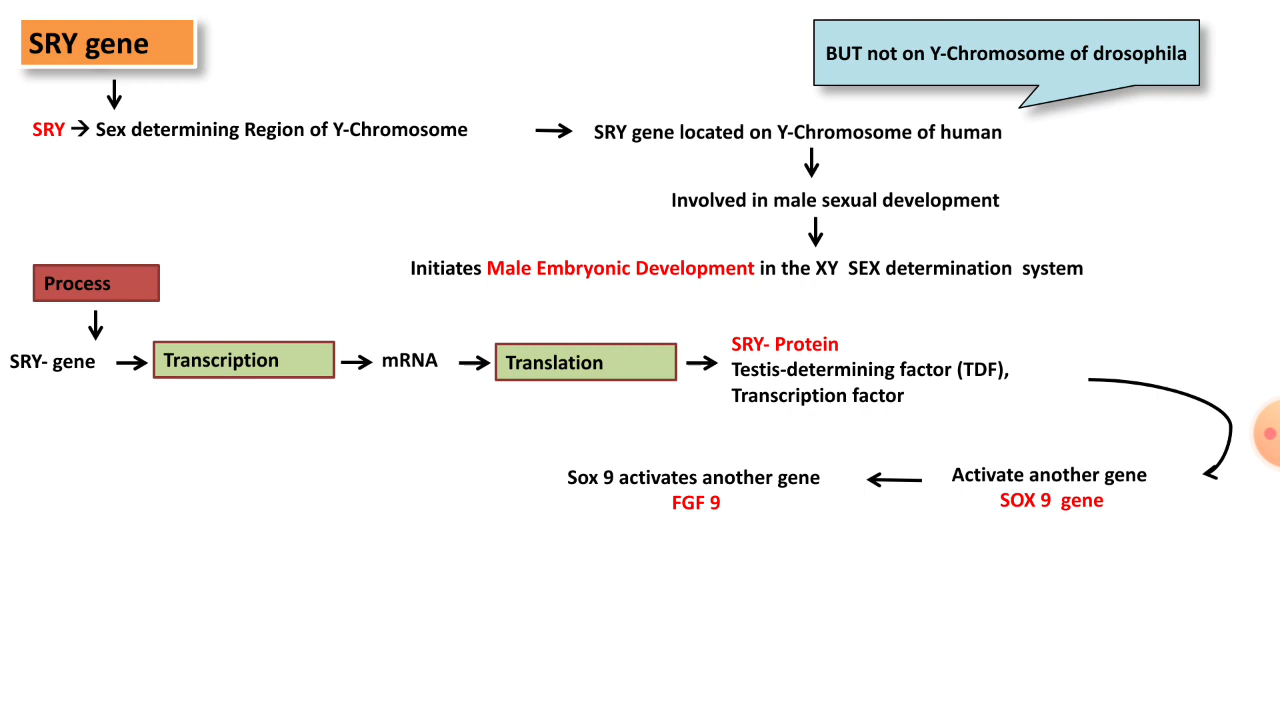 SRY gene
BUT not on Y-Chromosome of drosophila
SRY → Sex determining Region of Y-Chromosome
SRY gene located on Y-Chromosome of human
Involved in male sexual development
Initiates Male Embryonic Development in the XY SEX determination system
Process
SRY- gene
Transcription
mRNA
Translation
SRY- Protein
Testis-determining factor (TDF),
Transcription factor
Activate another gene
SOX 9 gene
Sox 9 activates another gene
FGF 9